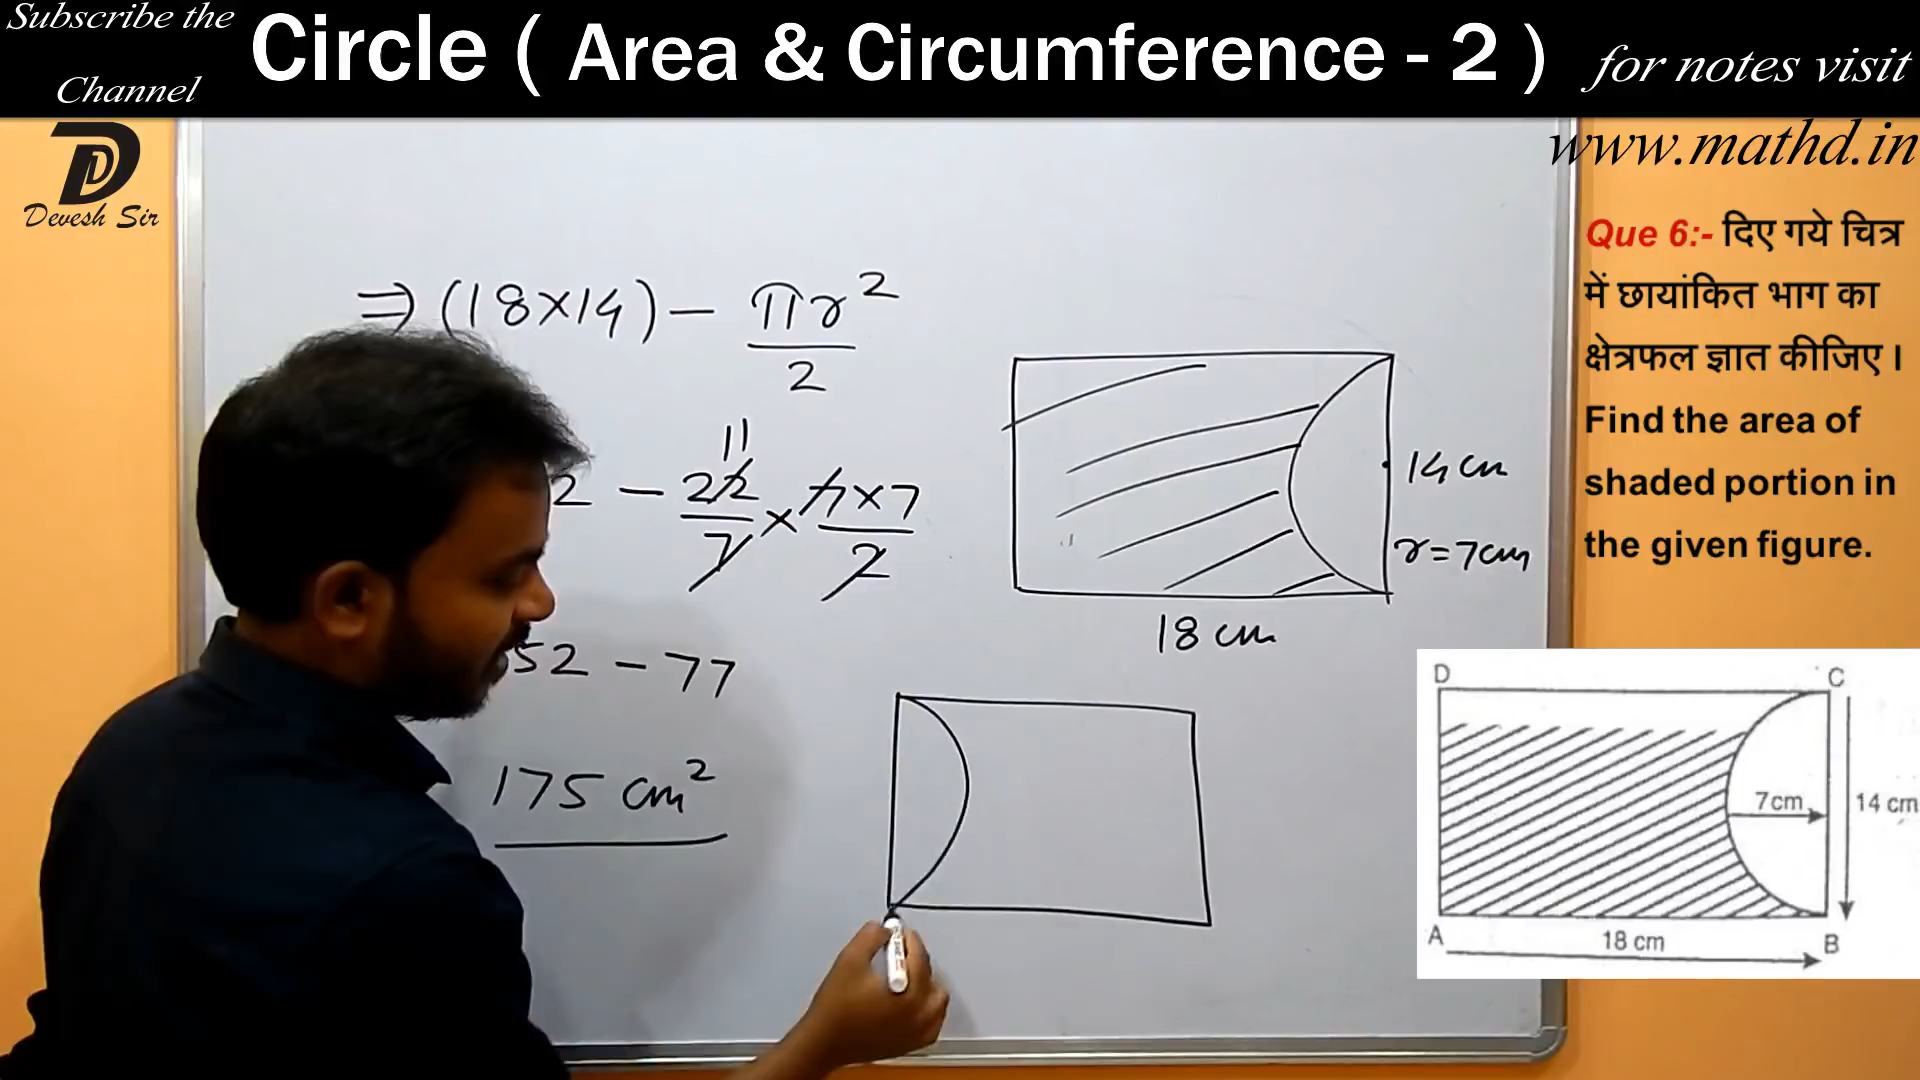 Subscribe the
Channel
Circle ( Area & Circumference - 2 )
for notes visit
www.mathd.in
D
Devesh Sir
Que 6:- दिए गये चित्र
में छायांकित भाग का
क्षेत्रफल ज्ञात कीजिए ।
Find the area of
shaded portion in
the given figure.
⇒ (18×14) - πr²/2
2 - 22/7 × 7×7/2
11
52 - 77
175 cm²
14 cm
r=7cm
18 cm
D
C
7cm
14 cm
A
18 cm
B